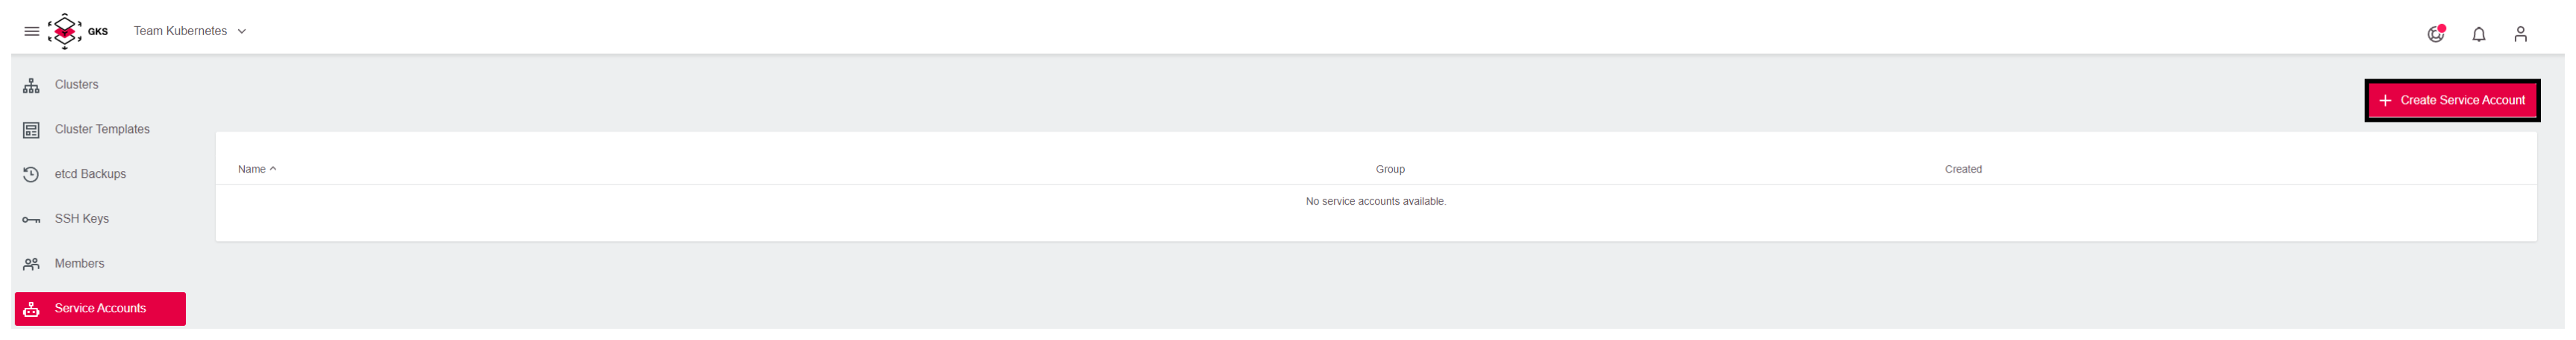 GKS
Team Kubernetes
Clusters
Create Service Account
Cluster Templates
Name
Group
Created
etcd Backups
No service accounts available.
SSH Keys
Members
Service Accounts